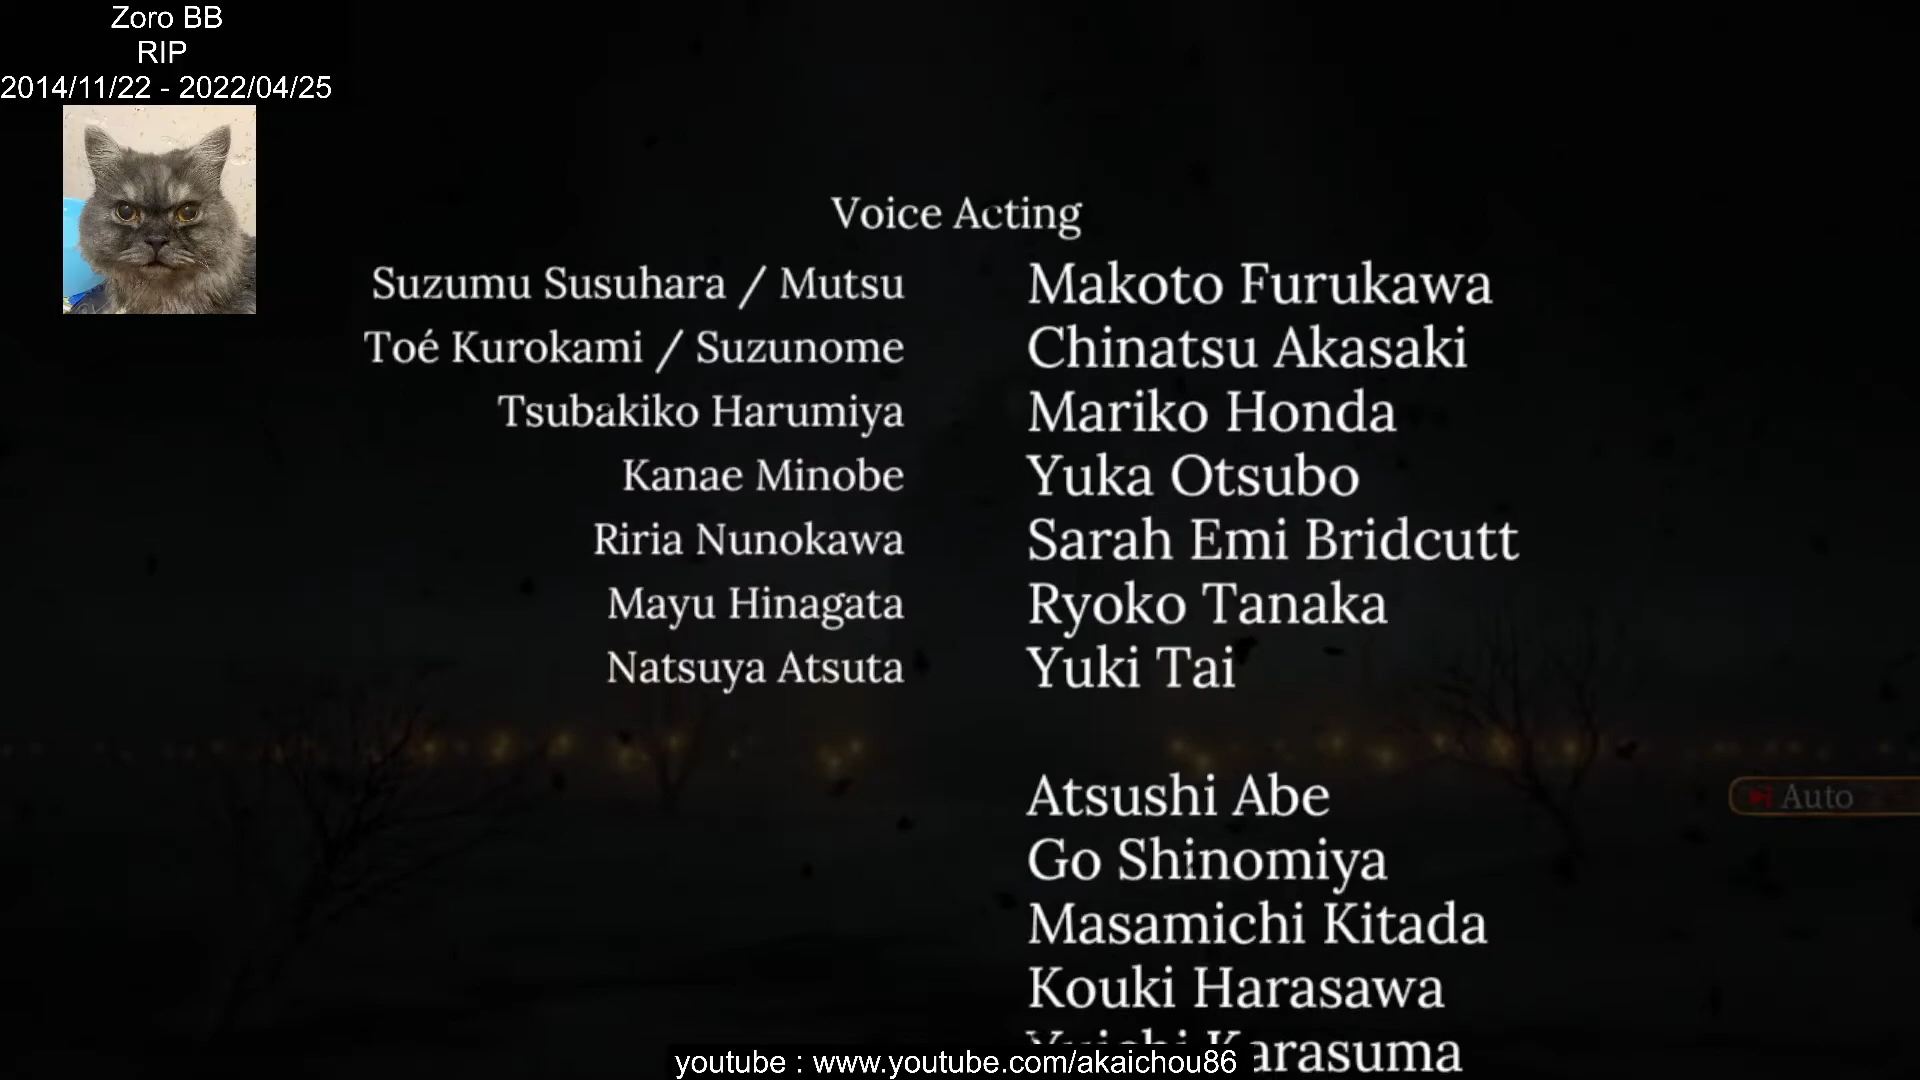 Zoro BB
RIP
2014/11/22 - 2022/04/25
Voice Acting
Suzumu Susuhara / Mutsu Makoto Furukawa
Toé Kurokami / Suzunome Chinatsu Akasaki
Tsubakiko Harumiya Mariko Honda
Kanae Minobe Yuka Otsubo
Riria Nunokawa Sarah Emi Bridcutt
Mayu Hinagata Ryoko Tanaka
Natsuya Atsuta Yuki Tai
Atsushi Abe
Auto
Go Shinomiya
Masamichi Kitada
Kouki Harasawa
Karasuma
youtube : www.youtube.com/akaichou86